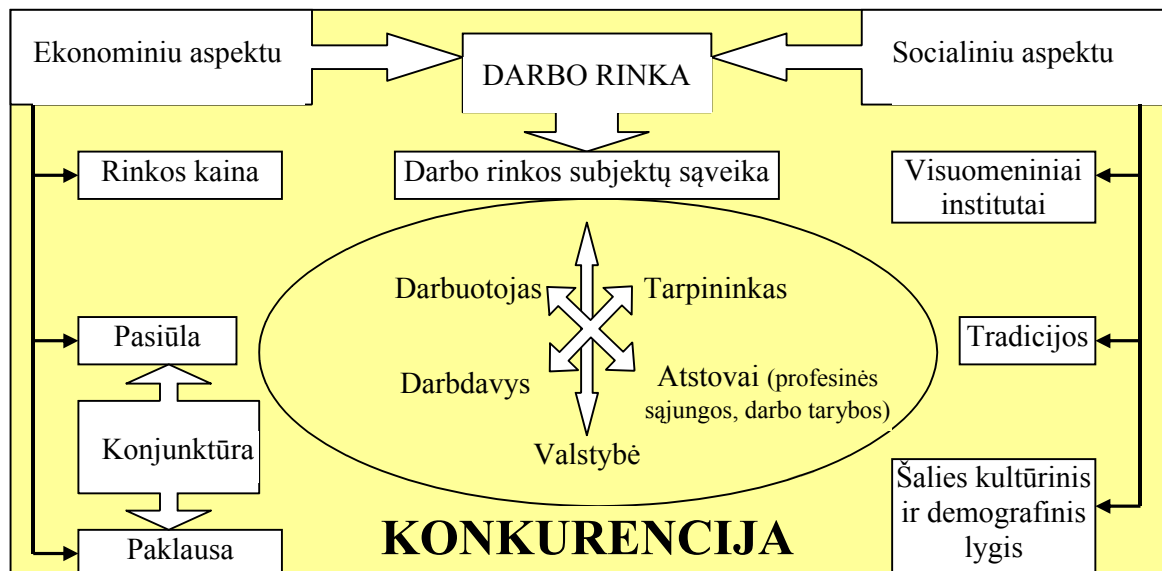 Ekonominiu aspektu
DARBO RINKA
Socialiniu aspektu
Rinkos kaina
Darbo rinkos subjektų sąveika
Visuomeniniai
institutai
Darbuotojas
Tarpininkas
Pasiūla
Tradicijos
Darbdavys
Atstovai (profesinės
sąjungos, darbo tarybos)
Konjunktūra
Valstybė
Šalies kultūrinis
ir demografinis
lygis
Paklausa
KONKURENCIJA